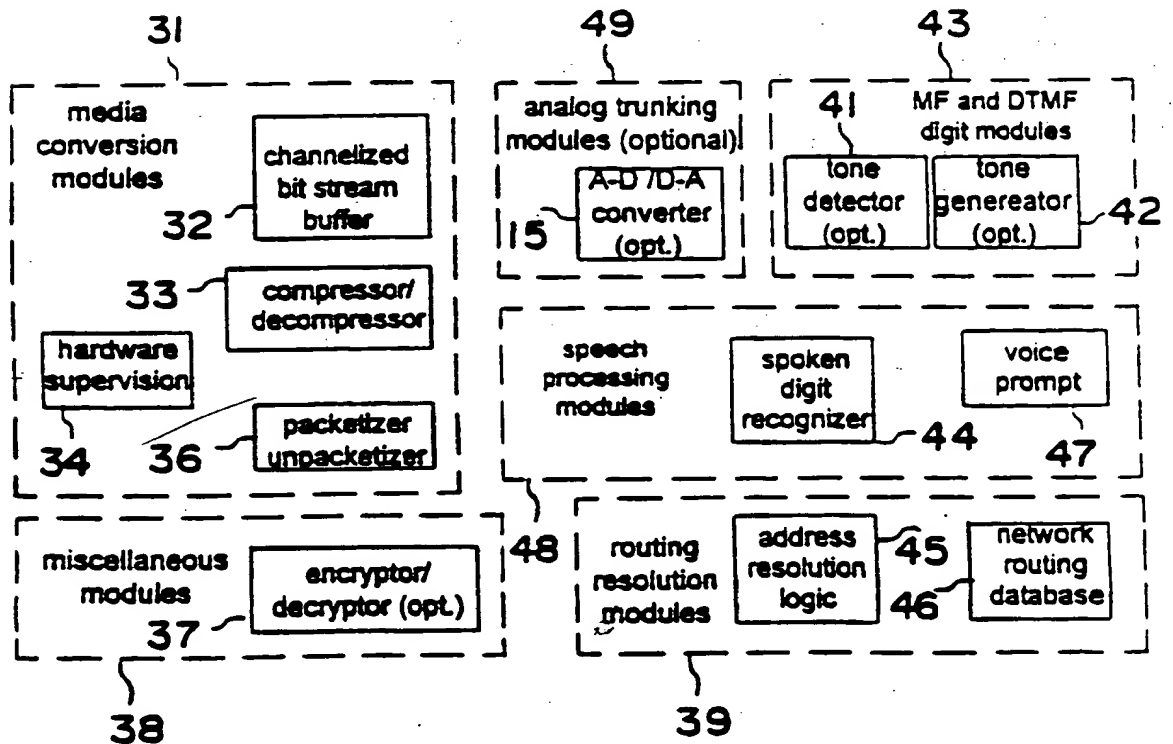 31
media
conversion
modules
channelized
bit stream
buffer
32
33
compressor/
decompressor
hardware
supervision
34
36
packetizer
unpacketizer
49
analog trunking
modules (optional)
A-D /D-A
converter
(opt.)
15
43
41
MF and DTMF
digit modules
tone
detector
(opt.)
tone
genereator
(opt.)
42
speech
processing
modules
spoken
digit
recognizer
44
voice
prompt
47
48
miscellaneous
modules
encryptor/
decryptor (opt.)
37
38
routing
resolution
modules
address
resolution
logic
45
46
network
routing
database
39